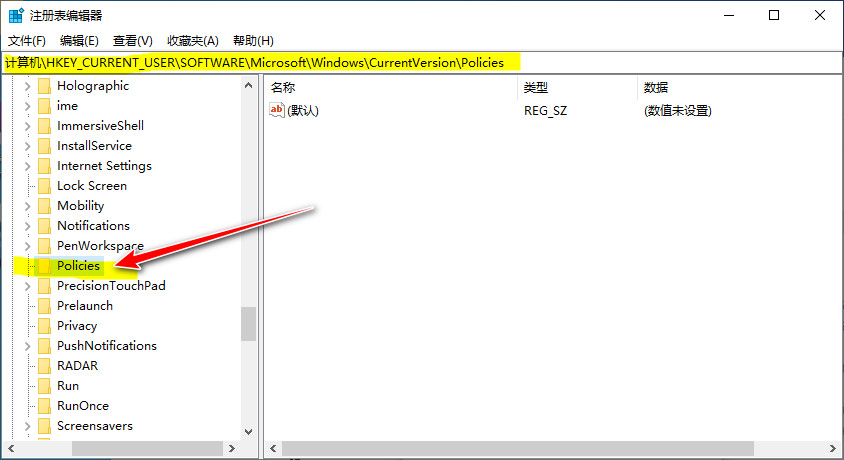 注册表编辑器
文件(F) 编辑(E) 查看(V) 收藏夹(A) 帮助(H)
计算机\HKEY_CURRENT_USER\SOFTWARE\Microsoft\Windows\CurrentVersion\Policies
名称 类型 数据
ab (默认) REG_SZ (数值未设置)
Holographic
ime
ImmersiveShell
InstallService
Internet Settings
Lock Screen
Mobility
Notifications
PenWorkspace
Policies
PrecisionTouchPad
Prelaunch
Privacy
PushNotifications
RADAR
Run
RunOnce
Screensavers